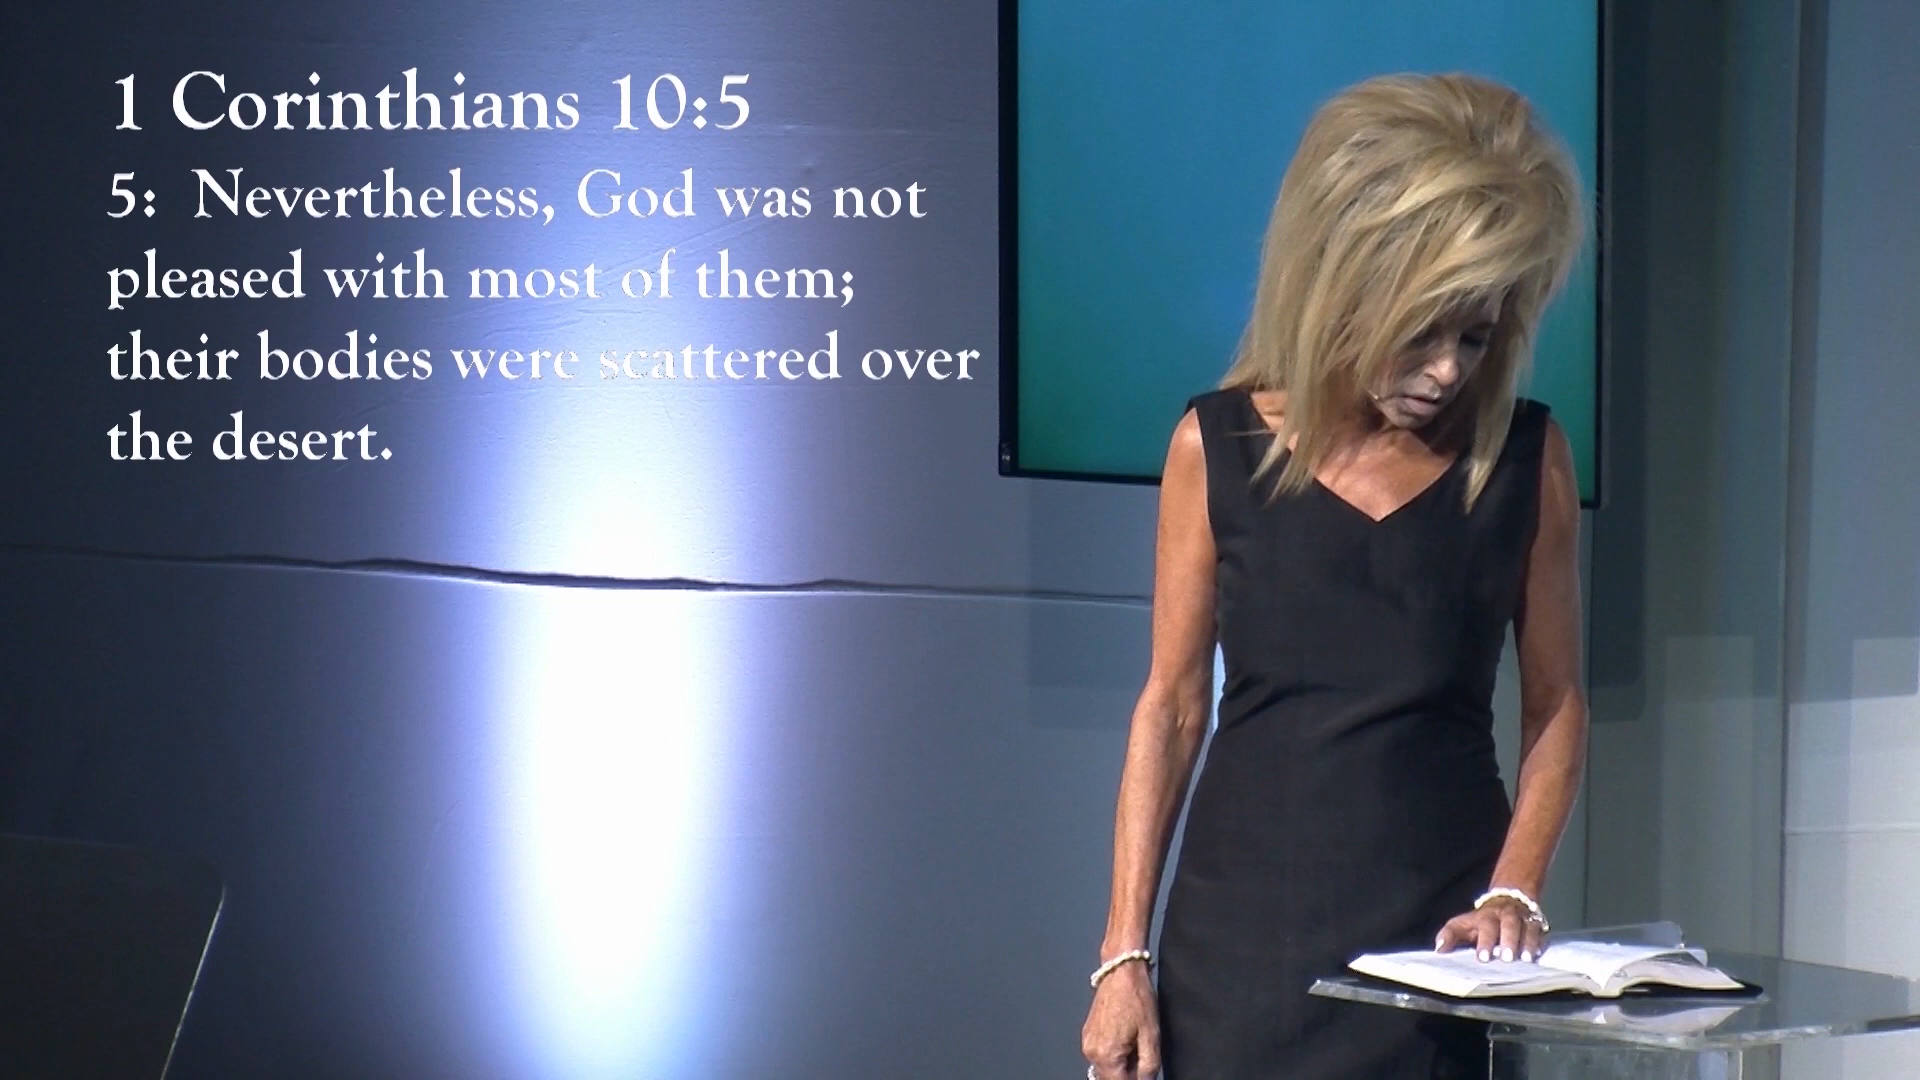 1 Corinthians 10:5
5: Nevertheless, God was not
pleased with most of them;
their bodies were scattered over
the desert.